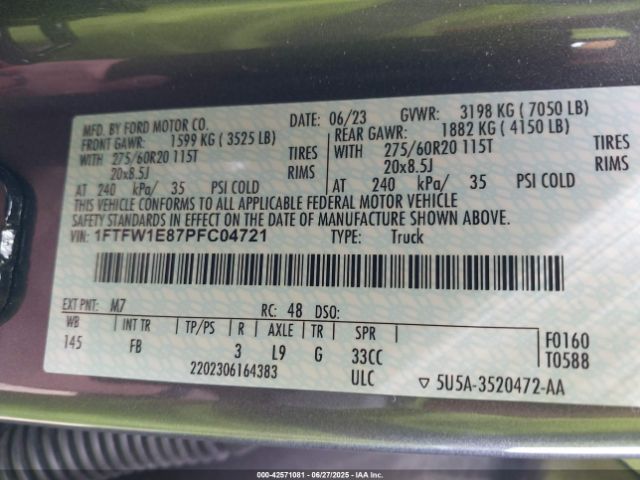 MFD. BY FORD MOTOR CO. DATE: 06/23 GVWR: 3198 KG ( 7050 LB)
FRONT GAWR: 1599 KG ( 3525 LB) REAR GAWR: 1882 KG ( 4150 LB)
WITH 275/60R20 115T TIRES WITH 275/60R20 115T TIRES
20x8.5J RIMS 20x8.5J RIMS
AT 240 kPa/ 35 PSI COLD AT 240 kPa/ 35 PSI COLD
THIS VEHICLE CONFORMS TO ALL APPLICABLE FEDERAL MOTOR VEHICLE
SAFETY STANDARDS IN EFFECT ON THE DATE OF MANUFACTURE SHOWN ABOVE.
VIN: 1FTFW1E87PFC04721 TYPE: Truck
EXT PNT: M7 RC: 48 DSO:
WB INT TR TP/PS R AXLE TR SPR F0160
145 FB 3 L9 G 33CC T0588
2202306164383 ULC ▽ 5U5A-3520472-AA
000-42571081 | 06/27/2025 | IAAI.COM